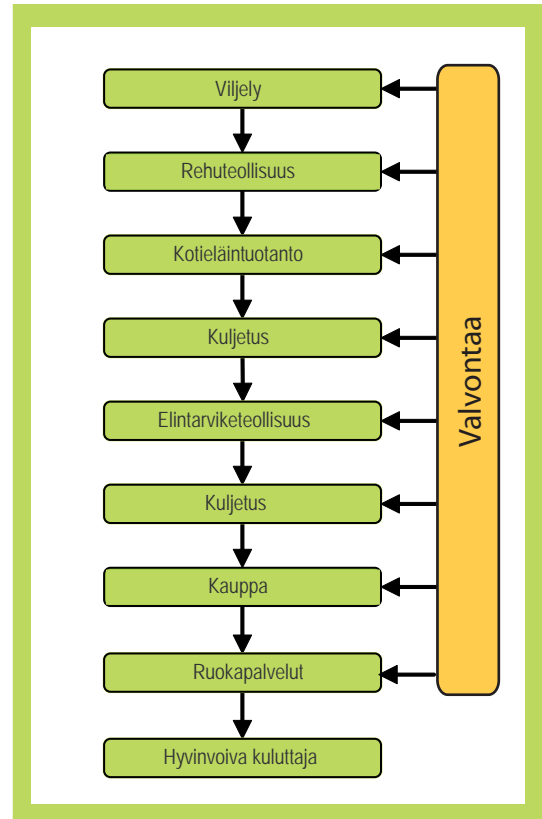 Viljely
Rehuteollisuus
Kotieläintuotanto
Kuljetus
Elintarviketeollisuus
Kuljetus
Kauppa
Ruokapalvelut
Hyvinvoiva kuluttaja
Valvontaa